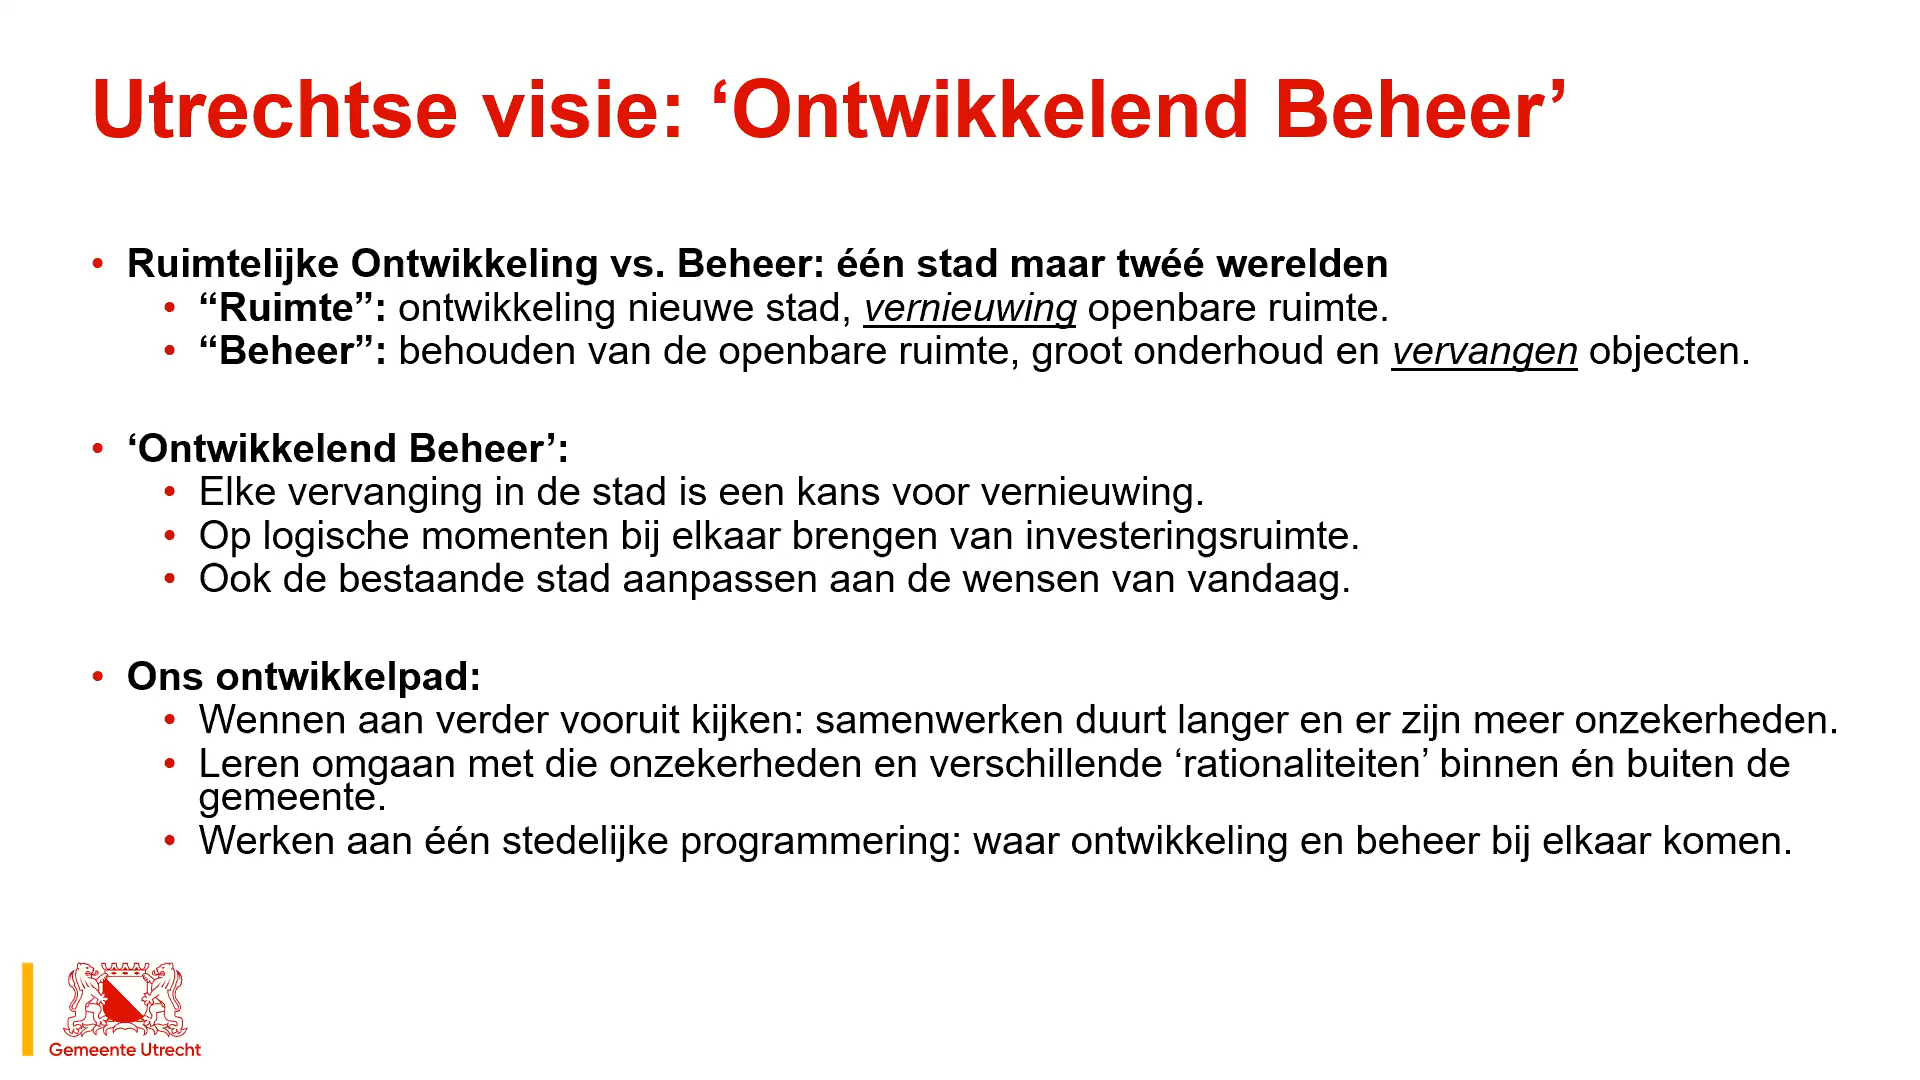 Utrechtse visie: ‘Ontwikkelend Beheer’
• Ruimtelijke Ontwikkeling vs. Beheer: één stad maar twéé werelden
• “Ruimte”: ontwikkeling nieuwe stad, vernieuwing openbare ruimte.
• “Beheer”: behouden van de openbare ruimte, groot onderhoud en vervangen objecten.
• ‘Ontwikkelend Beheer’:
• Elke vervanging in de stad is een kans voor vernieuwing.
• Op logische momenten bij elkaar brengen van investeringsruimte.
• Ook de bestaande stad aanpassen aan de wensen van vandaag.
• Ons ontwikkelpad:
• Wennen aan verder vooruit kijken: samenwerken duurt langer en er zijn meer onzekerheden.
• Leren omgaan met die onzekerheden en verschillende ‘rationaliteiten’ binnen én buiten de
gemeente.
• Werken aan één stedelijke programmering: waar ontwikkeling en beheer bij elkaar komen.
Gemeente Utrecht